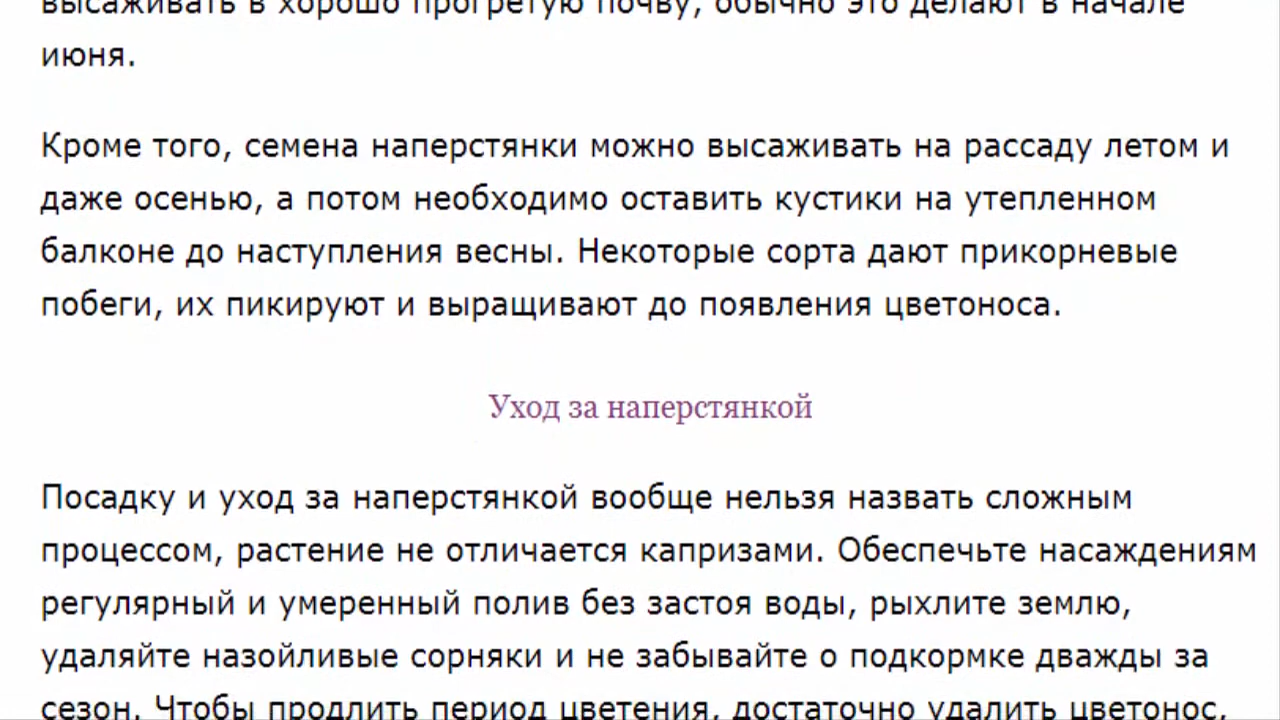 высаживать в хорошо прогретую почву, обычно это делают в начале
июня.
Кроме того, семена наперстянки можно высаживать на рассаду летом и
даже осенью, а потом необходимо оставить кустики на утепленном
балконе до наступления весны. Некоторые сорта дают прикорневые
побеги, их пикируют и выращивают до появления цветоноса.
Уход за наперстянкой
Посадку и уход за наперстянкой вообще нельзя назвать сложным
процессом, растение не отличается капризами. Обеспечьте насаждениям
регулярный и умеренный полив без застоя воды, рыхлите землю,
удаляйте назойливые сорняки и не забывайте о подкормке дважды за
сезон. Чтобы продлить период цветения, достаточно удалить цветонос,